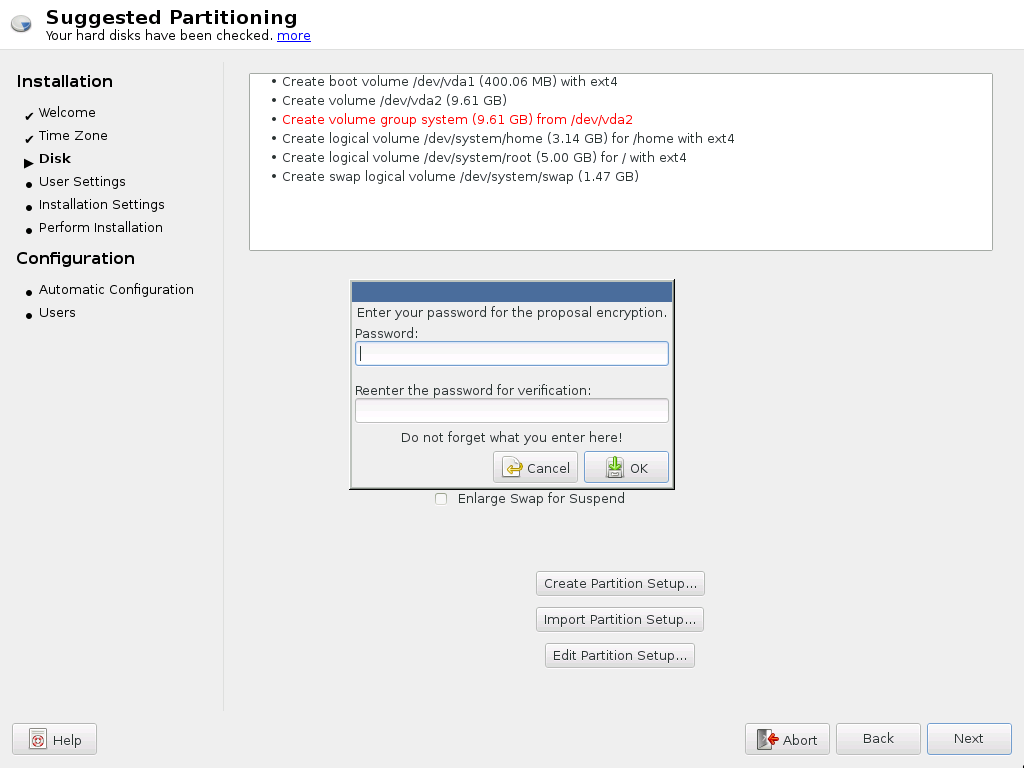 Suggested Partitioning
Your hard disks have been checked. more
Installation
Welcome
Time Zone
Disk
User Settings
Installation Settings
Perform Installation
Configuration
Automatic Configuration
Users
• Create boot volume /dev/vda1 (400.06 MB) with ext4
• Create volume /dev/vda2 (9.61 GB)
• Create volume group system (9.61 GB) from /dev/vda2
• Create logical volume /dev/system/home (3.14 GB) for /home with ext4
• Create logical volume /dev/system/root (5.00 GB) for / with ext4
• Create swap logical volume /dev/system/swap (1.47 GB)
Enter your password for the proposal encryption.
Password:
Reenter the password for verification:
Do not forget what you enter here!
Cancel OK
Enlarge Swap for Suspend
Create Partition Setup...
Import Partition Setup...
Edit Partition Setup...
Help Abort Back Next